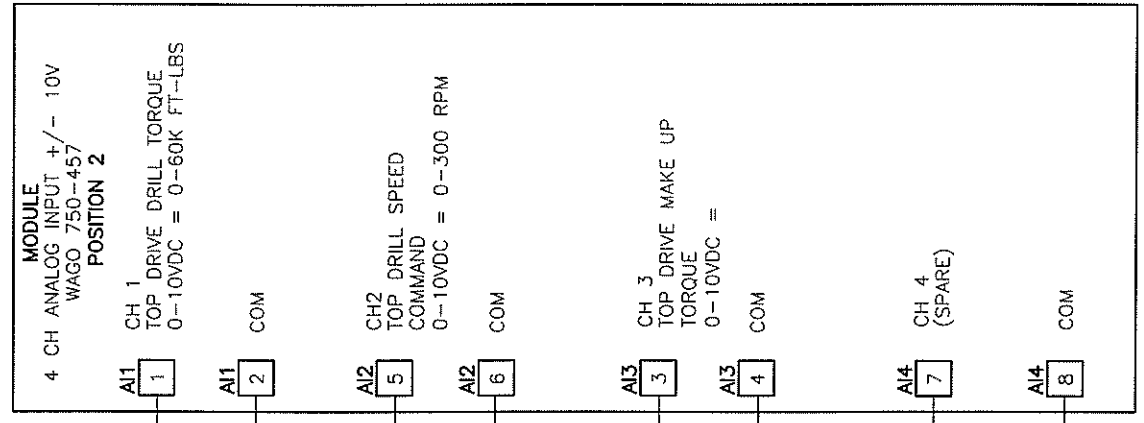 MODULE
4 CH ANALOG INPUT +/- 10V
WAGO 750-457
POSITION 2
AI1
1
CH 1
TOP DRIVE DRILL TORQUE
0-10VDC = 0-60K FT-LBS
AI1
2
COM
AI2
5
CH2
TOP DRILL SPEED
COMMAND
0-10VDC = 0-300 RPM
AI2
6
COM
AI3
3
CH 3
TOP DRIVE MAKE UP
TORQUE
0-10VDC =
AI3
4
COM
AI4
7
CH 4
(SPARE)
AI4
8
COM